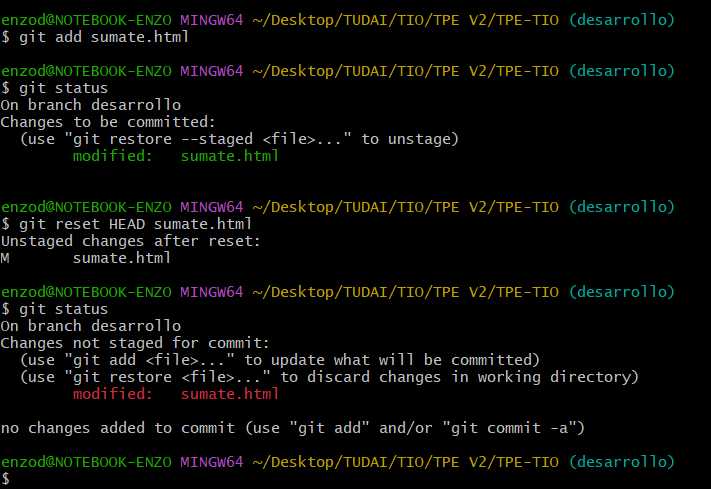 enzod@NOTEBOOK-ENZO MINGW64 ~/Desktop/TUDAI/TIO/TPE V2/TPE-TIO (desarrollo)
$ git add sumate.html
enzod@NOTEBOOK-ENZO MINGW64 ~/Desktop/TUDAI/TIO/TPE V2/TPE-TIO (desarrollo)
$ git status
On branch desarrollo
Changes to be committed:
  (use "git restore --staged <file>..." to unstage)
        modified:   sumate.html
enzod@NOTEBOOK-ENZO MINGW64 ~/Desktop/TUDAI/TIO/TPE V2/TPE-TIO (desarrollo)
$ git reset HEAD sumate.html
Unstaged changes after reset:
M       sumate.html
enzod@NOTEBOOK-ENZO MINGW64 ~/Desktop/TUDAI/TIO/TPE V2/TPE-TIO (desarrollo)
$ git status
On branch desarrollo
Changes not staged for commit:
  (use "git add <file>..." to update what will be committed)
  (use "git restore <file>..." to discard changes in working directory)
        modified:   sumate.html
no changes added to commit (use "git add" and/or "git commit -a")
enzod@NOTEBOOK-ENZO MINGW64 ~/Desktop/TUDAI/TIO/TPE V2/TPE-TIO (desarrollo)
$